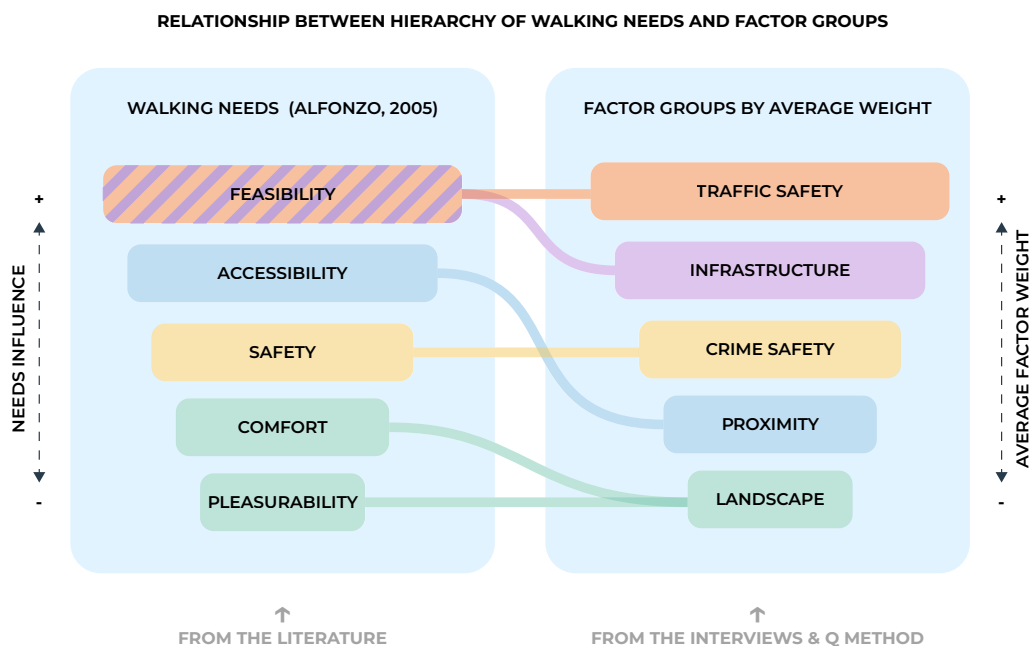 RELATIONSHIP BETWEEN HIERARCHY OF WALKING NEEDS AND FACTOR GROUPS
WALKING NEEDS (ALFONZO, 2005)
FEASIBILITY
ACCESSIBILITY
SAFETY
COMFORT
PLEASURABILITY
+
NEEDS INFLUENCE
-
FACTOR GROUPS BY AVERAGE WEIGHT
TRAFFIC SAFETY
INFRASTRUCTURE
CRIME SAFETY
PROXIMITY
LANDSCAPE
+
AVERAGE FACTOR WEIGHT
-
FROM THE LITERATURE
FROM THE INTERVIEWS & Q METHOD